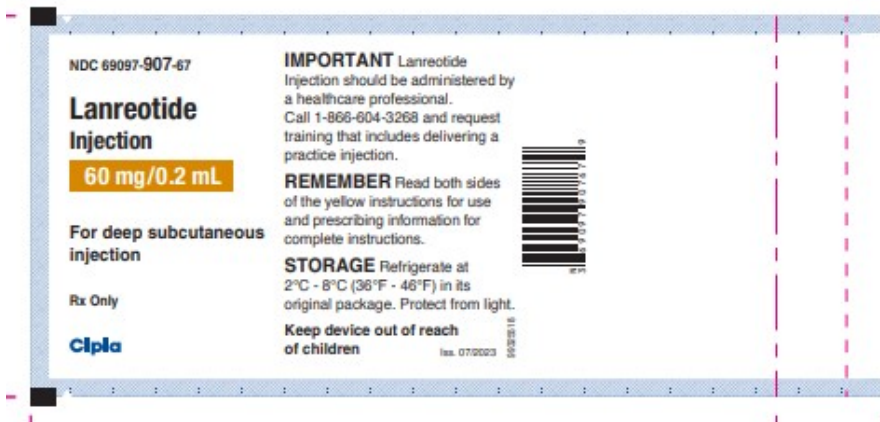 NDC 69097-907-67
Lanreotide
Injection
60 mg/0.2 mL
For deep subcutaneous
injection
Rx Only
Cipla
IMPORTANT Lanreotide
Injection should be administered by
a healthcare professional.
Call 1-866-604-3268 and request
training that includes delivering a
practice injection.
REMEMBER Read both sides
of the yellow instructions for use
and prescribing information for
complete instructions.
STORAGE Refrigerate at
2°C - 8°C (36°F - 46°F) in its
original package. Protect from light.
Keep device out of reach
of children
Iss. 07/2023
N
3 69097 90767 9